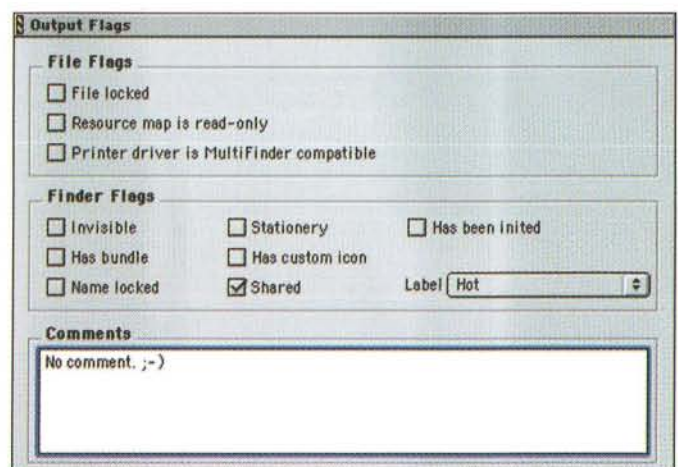 Output Flags
File Flags
File locked
Resource map is read-only
Printer driver is MultiFinder compatible
Finder Flags
Invisible
Stationery
Has been inited
Has bundle
Has custom icon
Name locked
Shared
Label Hot
Comments
No comment. ;-)